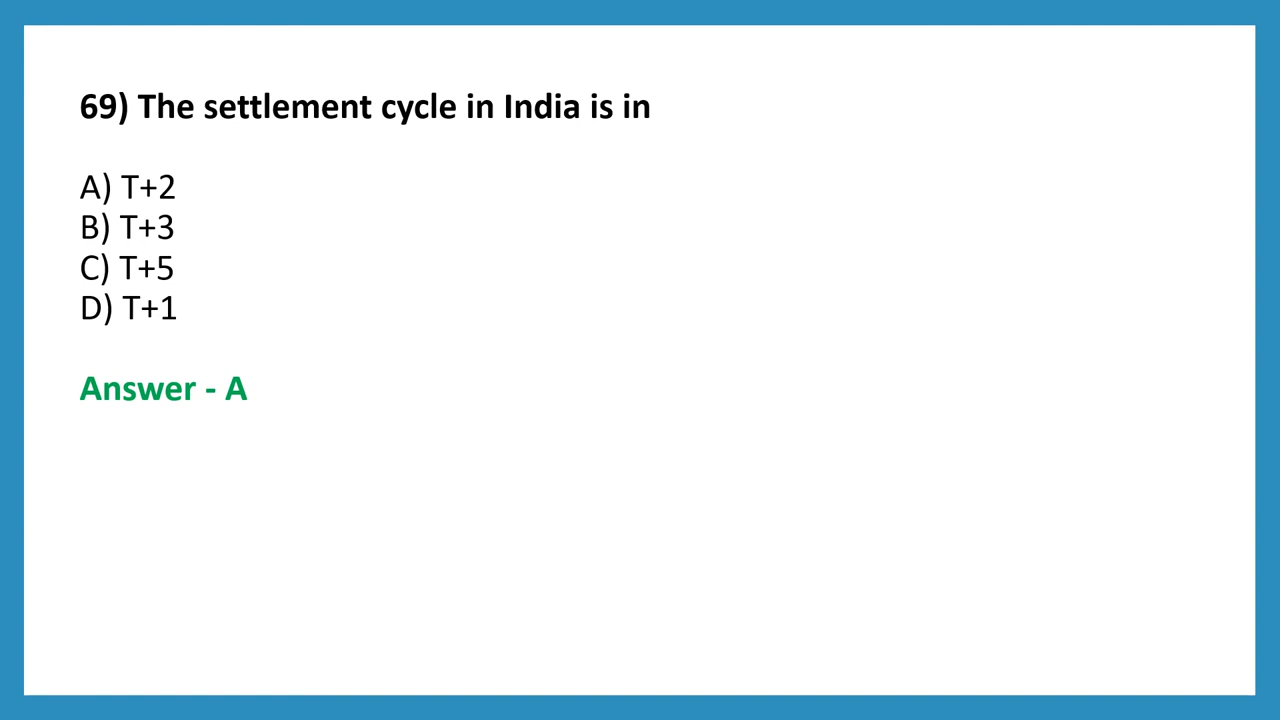 69) The settlement cycle in India is in
A) T+2
B) T+3
C) T+5
D) T+1
Answer - A